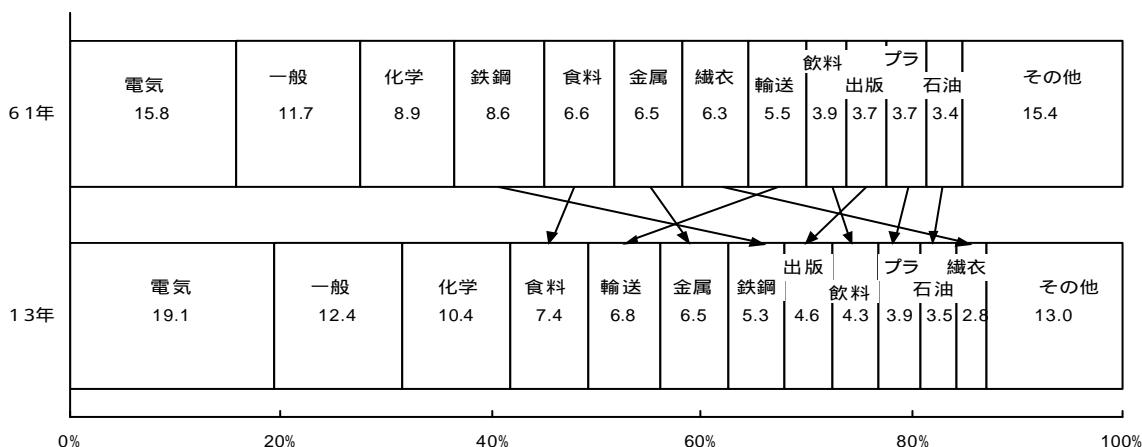 電気 一般 化学 鉄鋼 食料 金属 繊衣 輸送 飲料 出版 プラ 石油 その他
61年 15.8 11.7 8.9 8.6 6.6 6.5 6.3 5.5 3.9 3.7 3.7 3.4 15.4
電気 一般 化学 食料 輸送 金属 鉄鋼 出版 飲料 プラ 石油 繊衣 その他
13年 19.1 12.4 10.4 7.4 6.8 6.5 5.3 4.6 4.3 3.9 3.5 2.8 13.0
0% 20% 40% 60% 80% 100%